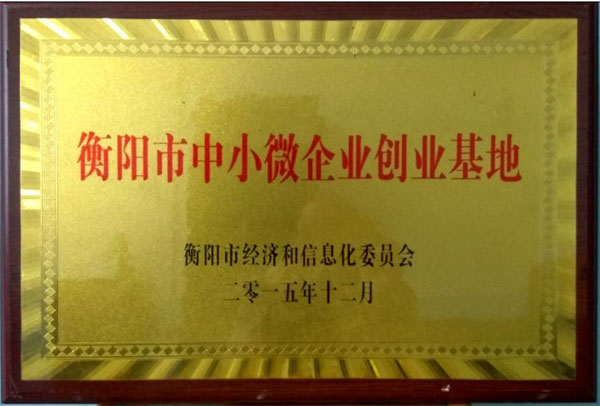 衡阳市中小微企业创业基地
衡阳市经济和信息化委员会
二零一五年十二月